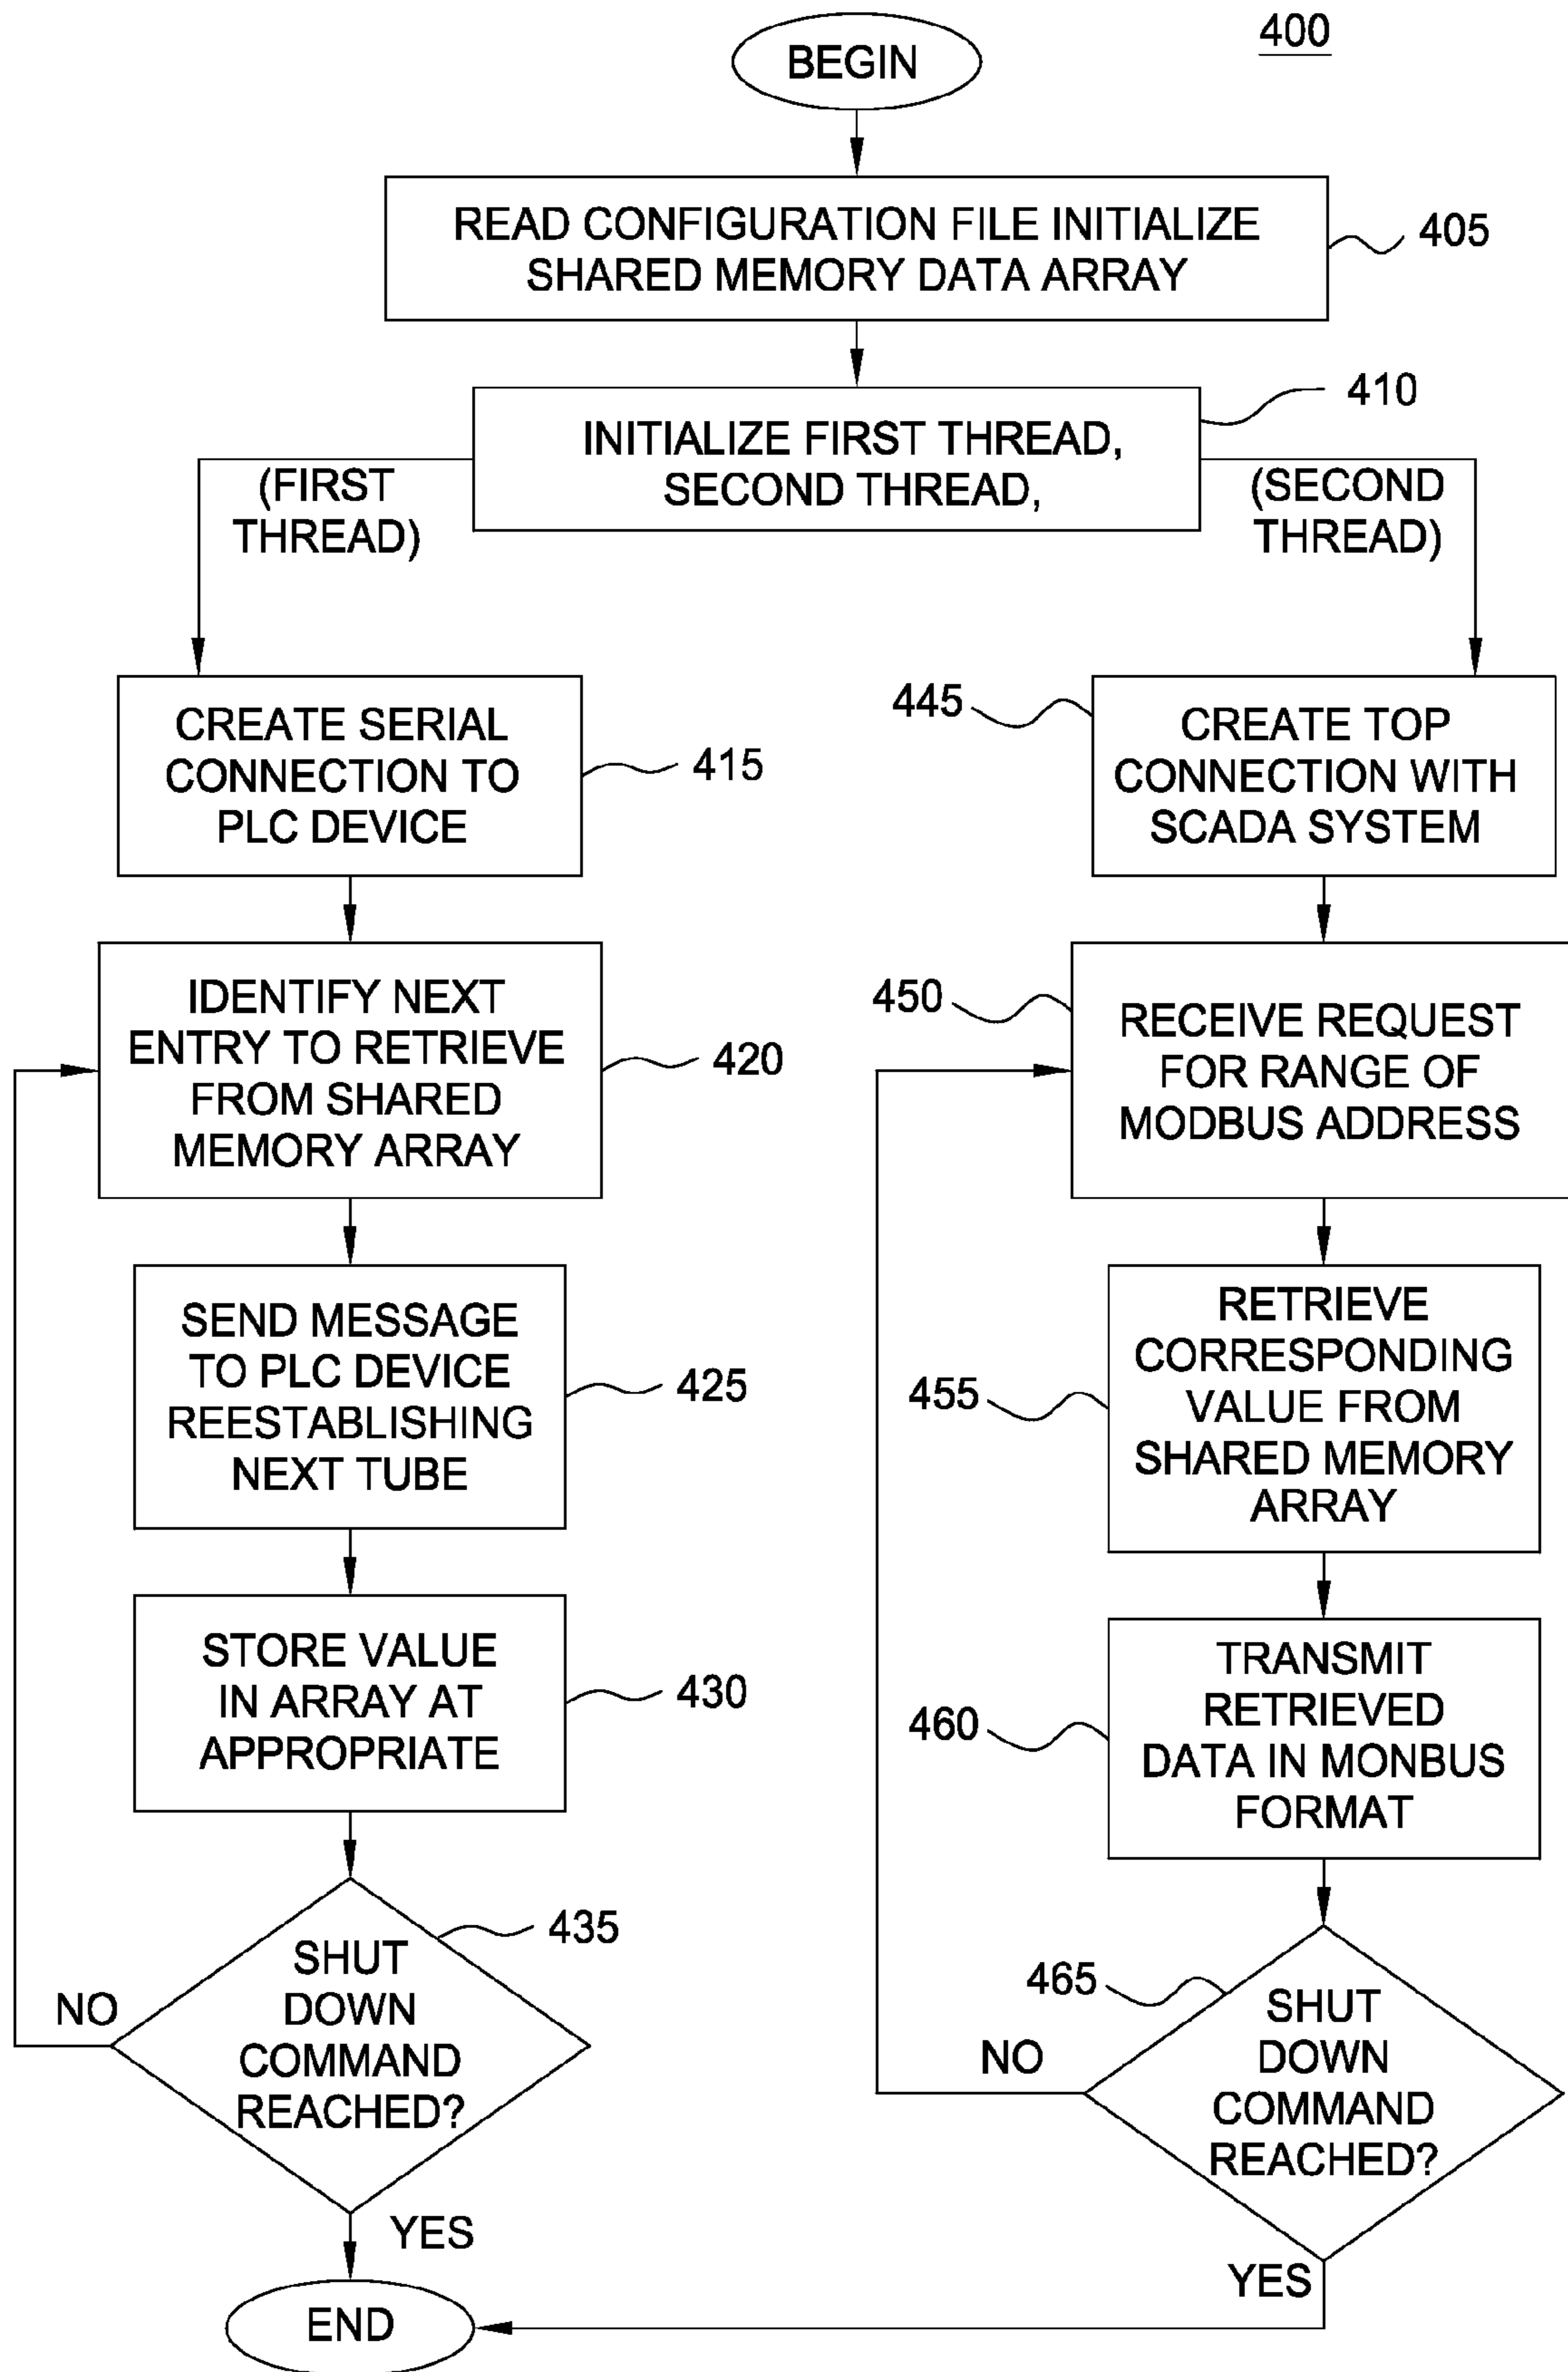 400
BEGIN
READ CONFIGURATION FILE INITIALIZE
SHARED MEMORY DATA ARRAY
405
INITIALIZE FIRST THREAD,
SECOND THREAD,
410
(FIRST
THREAD)
(SECOND
THREAD)
CREATE SERIAL
CONNECTION TO
PLC DEVICE
415
IDENTIFY NEXT
ENTRY TO RETRIEVE
FROM SHARED
MEMORY ARRAY
420
SEND MESSAGE
TO PLC DEVICE
REESTABLISHING
NEXT TUBE
425
STORE VALUE
IN ARRAY AT
APPROPRIATE
430
SHUT
DOWN
COMMAND
REACHED?
435
NO
YES
END
445
CREATE TOP
CONNECTION WITH
SCADA SYSTEM
450
RECEIVE REQUEST
FOR RANGE OF
MODBUS ADDRESS
455
RETRIEVE
CORRESPONDING
VALUE FROM
SHARED MEMORY
ARRAY
460
TRANSMIT
RETRIEVED
DATA IN MONBUS
FORMAT
465
SHUT
DOWN
COMMAND
REACHED?
NO
YES